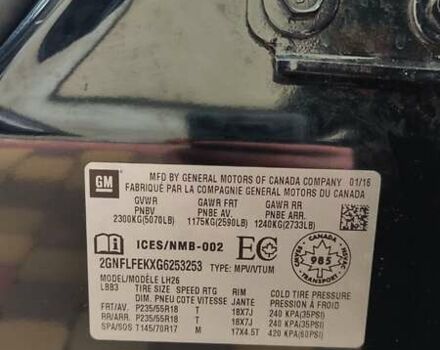 GM
MFD BY GENERAL MOTORS OF CANADA COMPANY 01/16
FABRIQUÉ PAR LA COMPAGNIE GENERAL MOTORS DU CANADA
GVWR GAWR FRT GAWR RR
PNBV PNBE AV. PNBE ARR.
2300KG(5070LB) 1175KG(2590LB) 1240KG(2733LB)
ICES/NMB-002 EC
CANADA
985
TRANSPORT
2GNFLFEKXG6253253 TYPE: MPV/VTUM
MODEL/MODÈLE LH26
LBB3 TIRE SIZE SPEED RTG RIM COLD TIRE PRESSURE
DIM. PNEU COTE VITESSE JANTE PRESSION À FROID
FRT/AV. P235/55R18 T 18X7J 240 KPA(35PSI)
RR/ARR. P235/55R18 T 18X7J 240 KPA(35PSI)
SPA/SOS T145/70R17 M 17X4.5T 420 KPA(60PSI)